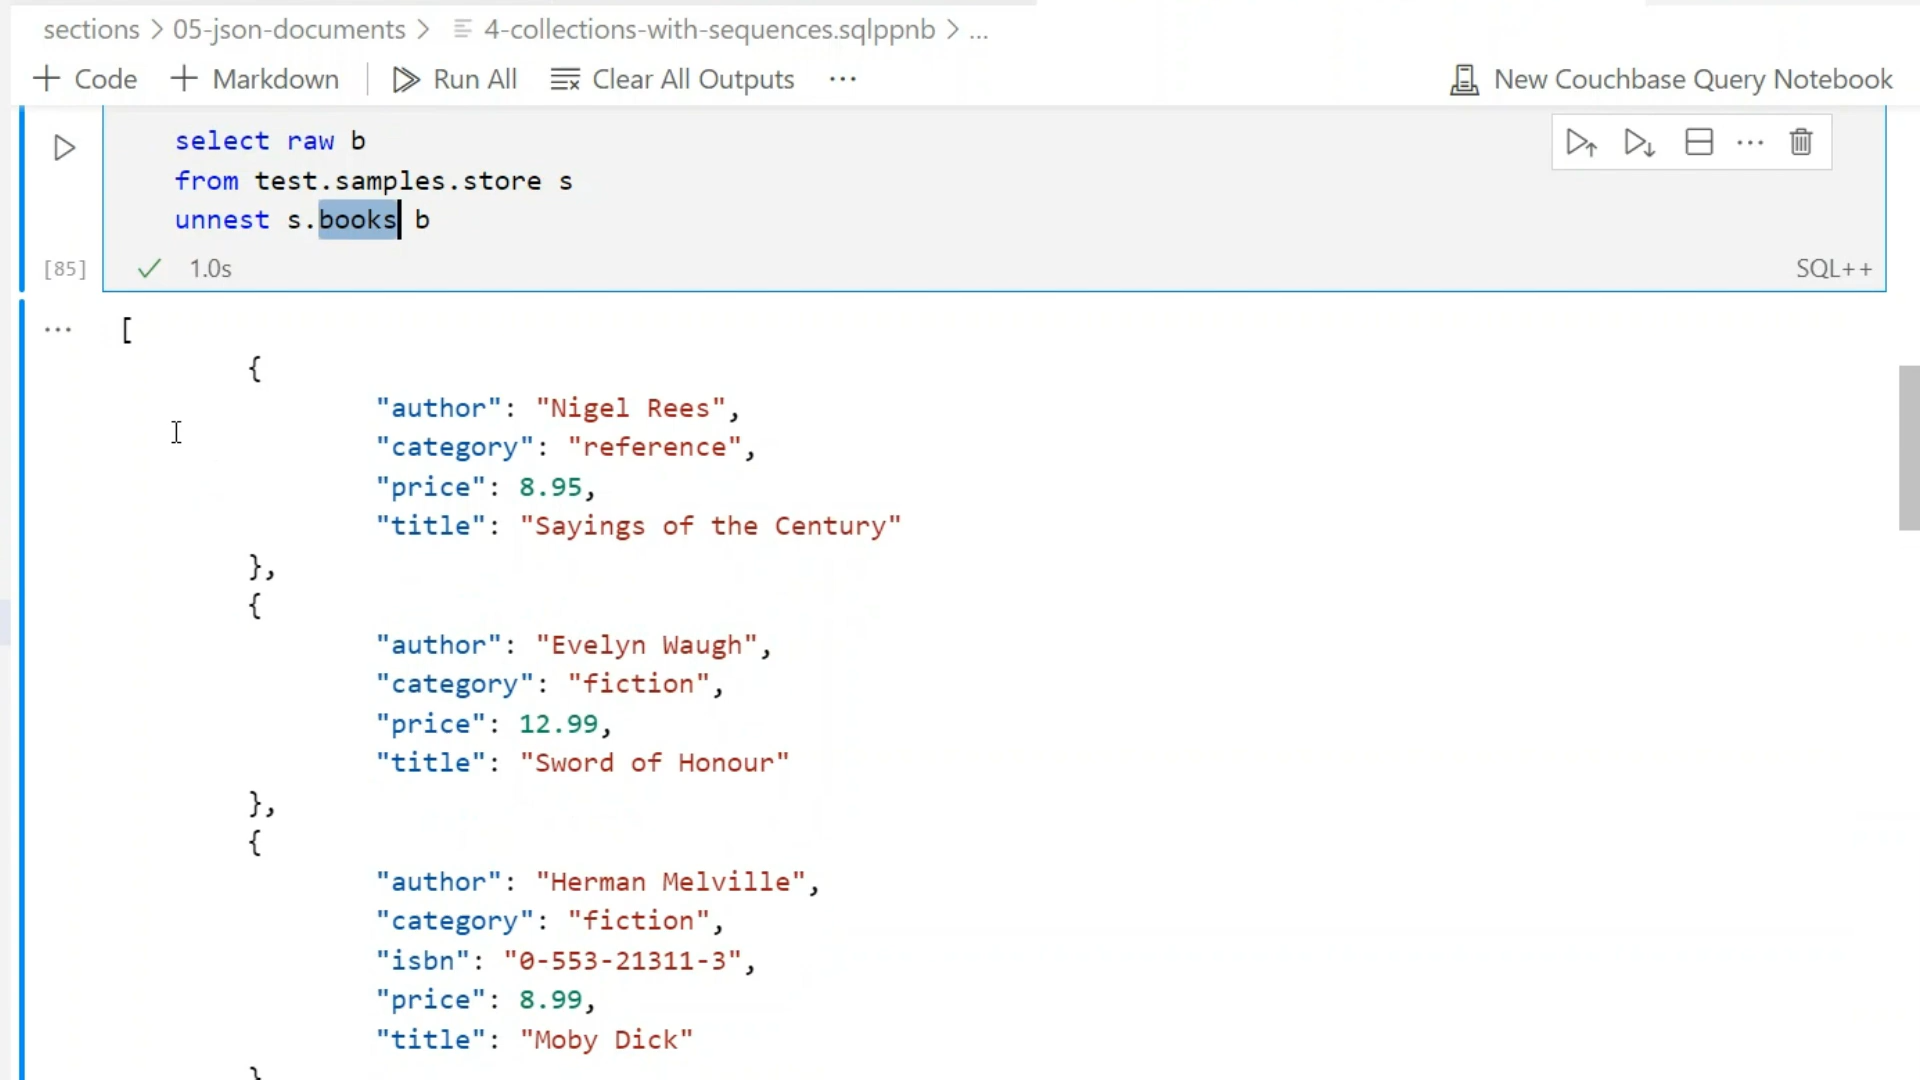 sections > 05-json-documents > 4-collections-with-sequences.sqlppnb > ...
+ Code + Markdown Run All Clear All Outputs ... New Couchbase Query Notebook
select raw b
from test.samples.store s
unnest s.books b
[85] ✓ 1.0s SQL++
... [
{
"author": "Nigel Rees",
"category": "reference",
"price": 8.95,
"title": "Sayings of the Century"
},
{
"author": "Evelyn Waugh",
"category": "fiction",
"price": 12.99,
"title": "Sword of Honour"
},
{
"author": "Herman Melville",
"category": "fiction",
"isbn": "0-553-21311-3",
"price": 8.99,
"title": "Moby Dick"
}